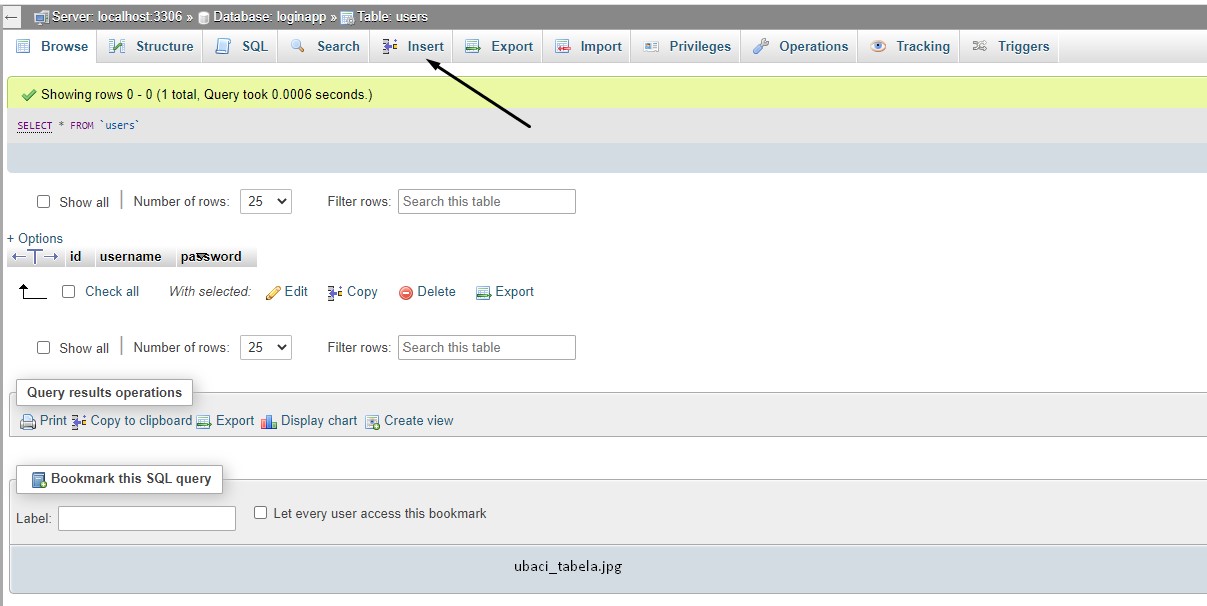 Server: localhost:3306 » Database: loginapp » Table: users
Browse Structure SQL Search Insert Export Import Privileges Operations Tracking Triggers
Showing rows 0 - 0 (1 total, Query took 0.0006 seconds.)
SELECT * FROM `users`
Show all Number of rows: 25 Filter rows: Search this table
+ Options
←T→ id username password
Check all With selected: Edit Copy Delete Export
Show all Number of rows: 25 Filter rows: Search this table
Query results operations
Print Copy to clipboard Export Display chart Create view
Bookmark this SQL query
Label: Let every user access this bookmark
ubaci_tabela.jpg